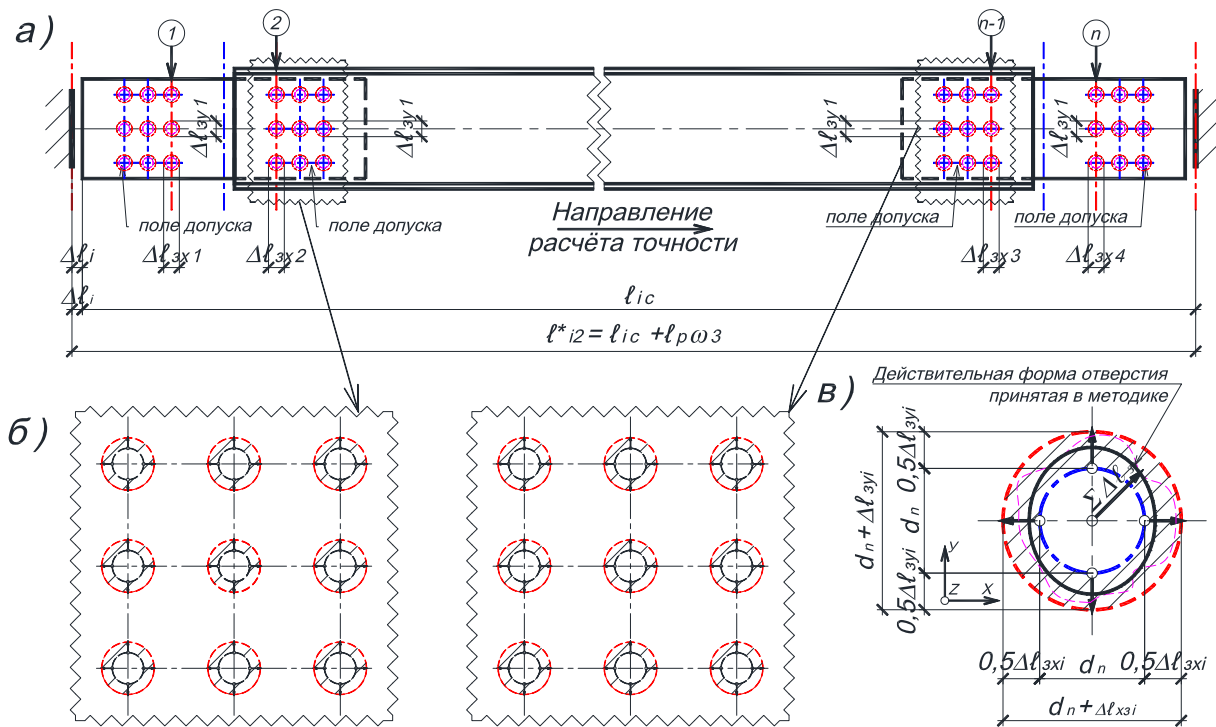 а)
1
2
n-1
n
Δℓзу1
Δℓзу1
Δℓзу1
Δℓзу1
поле допуска
поле допуска
поле допуска
поле допуска
Направление
расчёта точности
Δℓi
Δℓзх1
Δℓзх2
Δℓзх3
Δℓзх4
Δℓi
ℓic
ℓ*i2 = ℓic + ℓpω3
б)
в)
Действительная форма отверстия
принятая в методике
dn + Δℓзуi
0,5Δℓзуi
dn
0,5Δℓзуi
ΣΔℓз
Y
Z
X
0,5Δℓзхi
dn
0,5Δℓзхi
dn + Δℓхзi